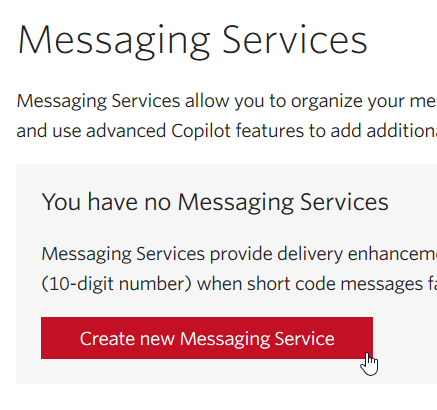 Messaging Services
Messaging Services allow you to organize your me
and use advanced Copilot features to add addition
You have no Messaging Services
Messaging Services provide delivery enhancem
(10-digit number) when short code messages fa
Create new Messaging Service